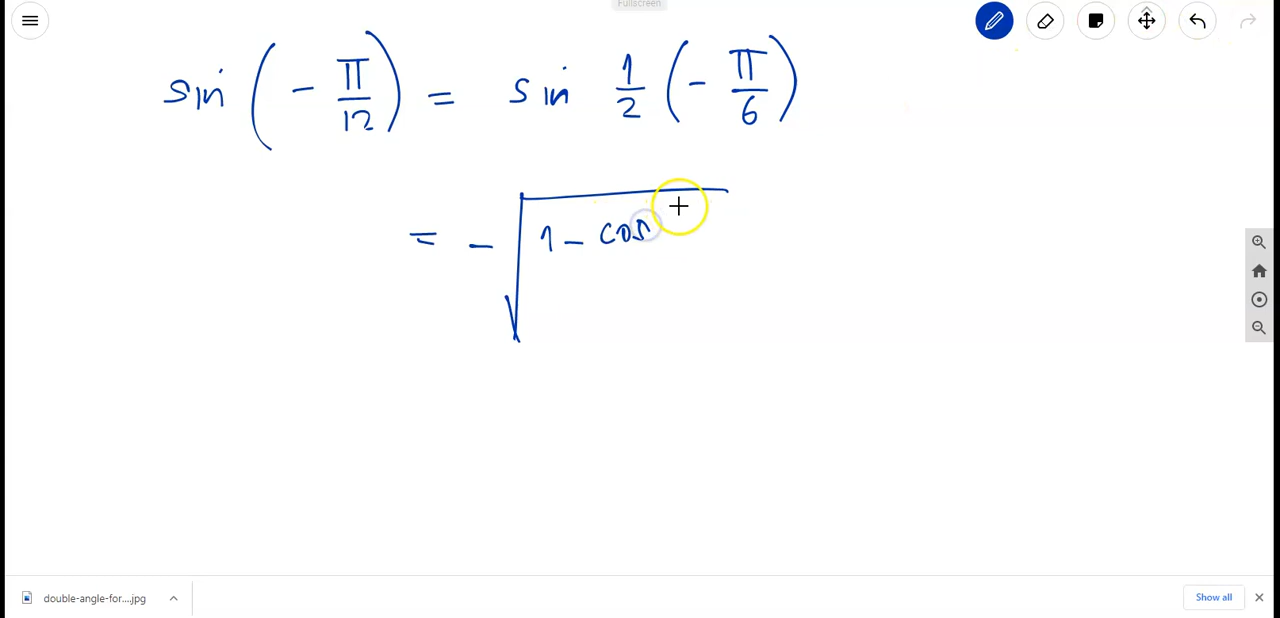 Fullscreen
sin (- π/12) = sin 1/2 (- π/6)
= - √(1 - cos
double-angle-for....jpg
Show all